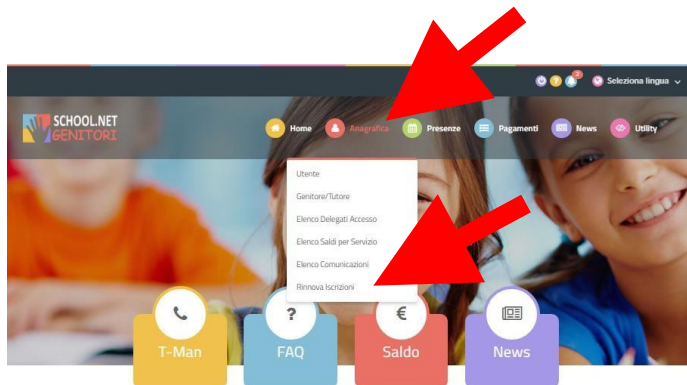 2
Seleziona lingua
SCHOOL.NET
GENITORI
Home Anagrafica Presenze Pagamenti News Utility
Utente
Genitore/Tutore
Elenco Delegati Accesso
Elenco Saldi per Servizio
Elenco Comunicazioni
Rinnova Iscrizioni
? €
T-Man FAQ Saldo News